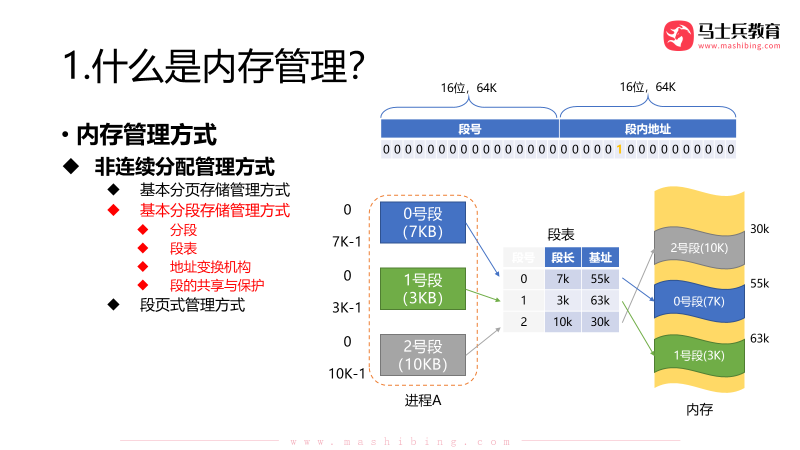 马士兵教育
www.mashibing.com
1.什么是内存管理？
• 内存管理方式
◆ 非连续分配管理方式
◆ 基本分页存储管理方式
◆ 基本分段存储管理方式
◆ 分段
◆ 段表
◆ 地址变换机构
◆ 段的共享与保护
◆ 段页式管理方式
16位，64K 16位，64K
段号 段内地址
0 0 0 0 0 0 0 0 0 0 0 0 0 0 0 0 0 0 0 0 0 1 0 0 0 0 0 0 0 0 0 0
0
7K-1
0
3K-1
0
10K-1
0号段
(7KB)
1号段
(3KB)
2号段
(10KB)
进程A
段表
段号 段长 基址
0 7k 55k
1 3k 63k
2 10k 30k
30k
2号段(10K)
55k
0号段(7K)
63k
1号段(3K)
内存
www.mashibing.com